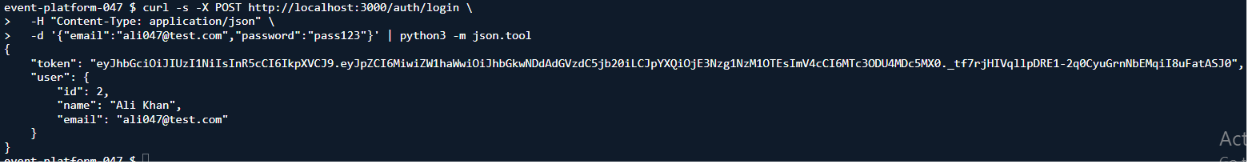 event-platform-047 $ curl -s -X POST http://localhost:3000/auth/login \
>   -H "Content-Type: application/json" \
>   -d '{"email":"ali047@test.com","password":"pass123"}' | python3 -m json.tool
{
    "token": "eyJhbGciOiJIUzI1NiIsInR5cCI6IkpXVCJ9.eyJpZCI6MiwiZW1haWwiOiJhbGkwNDdAdGVzdC5jb20iLCJpYXQiOjE3Nzg1NzM1OTEsImV4cCI6MTc3ODU4MDc5MX0._tf7rjHIVqllpDRE1-2q0CyuGrnNbEMqiI8uFatASJ0",
    "user": {
        "id": 2,
        "name": "Ali Khan",
        "email": "ali047@test.com"
    }
}
event-platform-047 $
Act